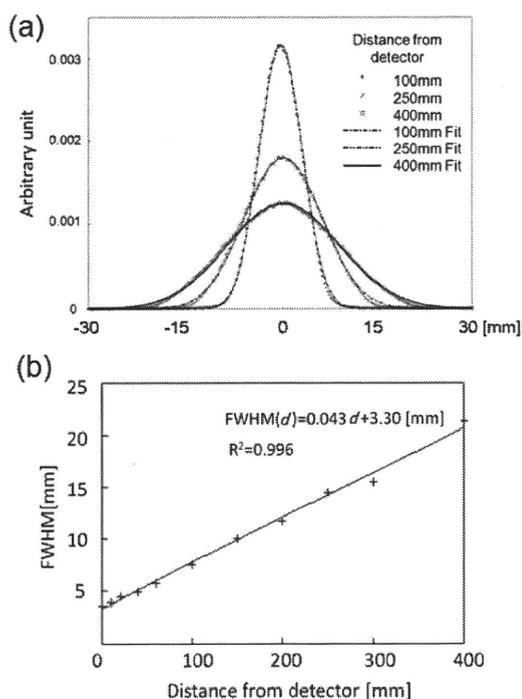 (a)
Arbitrary unit
0.003
0.002
0.001
0
-30
-15
0
15
30 [mm]
Distance from
detector
100mm
250mm
400mm
100mm Fit
250mm Fit
400mm Fit
(b)
FWHM[mm]
25
20
15
10
5
FWHM(d)=0.043 d+3.30 [mm]
R²=0.996
0
100
200
300
400
Distance from detector [mm]